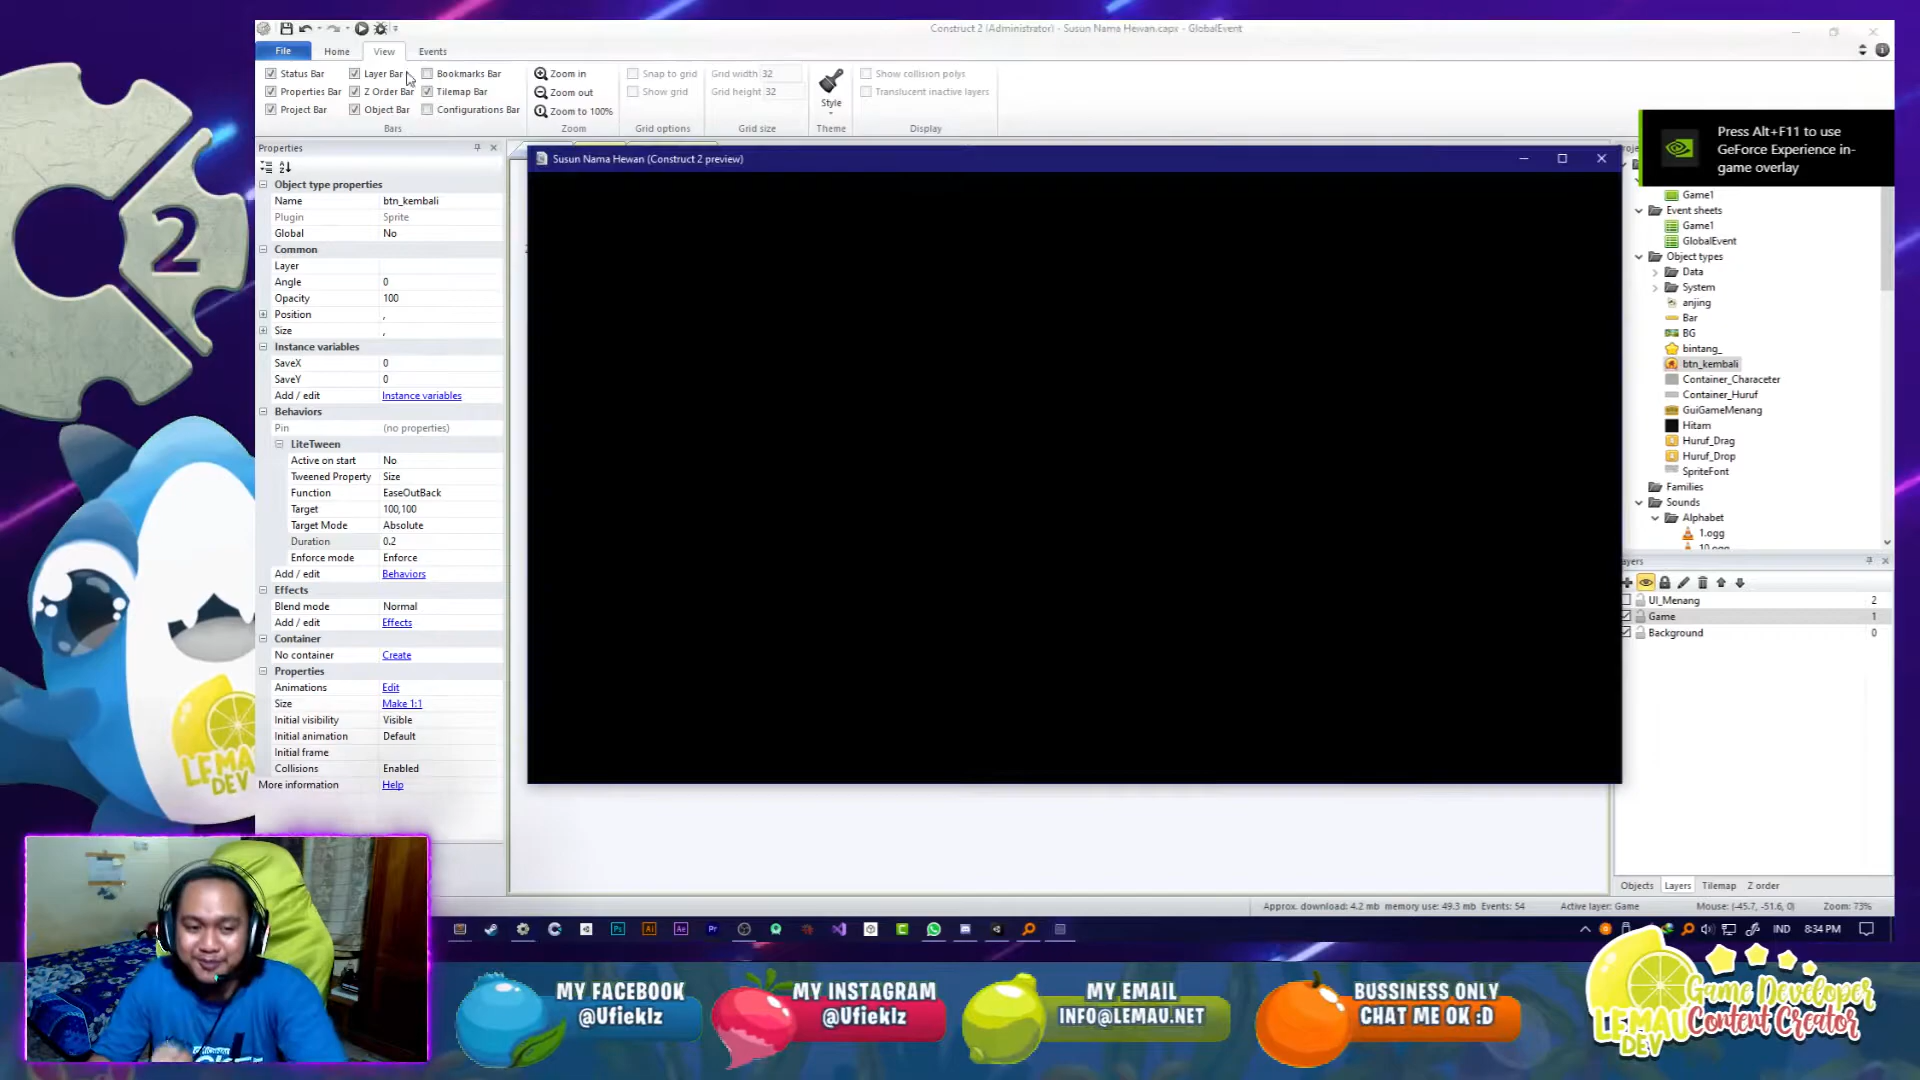 Construct 2 (Administrator) - Susun Nama Hewan.capx - GlobalEvent
File Home View Events
Status Bar Layer Bar Bookmarks Bar Zoom in Snap to grid Grid width 32 Show collision polys
Properties Bar Z Order Bar Tilemap Bar Zoom out Show grid Grid height 32 Style Translucent inactive layers
Project Bar Object Bar Configurations Bar Zoom to 100%
Bars Zoom Grid options Grid size Theme Display
Press Alt+F11 to use
GeForce Experience in-
game overlay
Properties
Object type properties
Name btn_kembali
Plugin Sprite
Global No
Common
Layer
Angle 0
Opacity 100
Position ,
Size ,
Instance variables
SaveX 0
SaveY 0
Add / edit Instance variables
Behaviors
Pin (no properties)
LiteTween
Active on start No
Tweened Property Size
Function EaseOutBack
Target 100,100
Target Mode Absolute
Duration 0.2
Enforce mode Enforce
Add / edit Behaviors
Effects
Blend mode Normal
Add / edit Effects
Container
No container Create
Properties
Animations Edit
Size Make 1:1
Initial visibility Visible
Initial animation Default
Initial frame
Collisions Enabled
More information Help
Susun Nama Hewan (Construct 2 preview)
Game1
Event sheets
Game1
GlobalEvent
Object types
Data
System
anjing
Bar
BG
bintang_
btn_kembali
Container_Characeter
Container_Huruf
GuiGameMenang
Hitam
Huruf_Drag
Huruf_Drop
SpriteFont
Families
Sounds
Alphabet
1.ogg
10.ogg
ayers
UI_Menang 2
Game 1
Background 0
Objects Layers Tilemap Z order
Approx. download: 4.2 mb memory use: 49.3 mb Events: 54 Active layer: Game Mouse: (-45.7, -51.6, 0) Zoom: 73%
IND 8:34 PM
2
LEMAU
DEV
MY FACEBOOK
@Ufieklz
MY INSTAGRAM
@Ufieklz
MY EMAIL
INFO@LEMAU.NET
BUSSINESS ONLY
CHAT ME OK :D
LEMAU
DEV
Game Developer
Content Creator